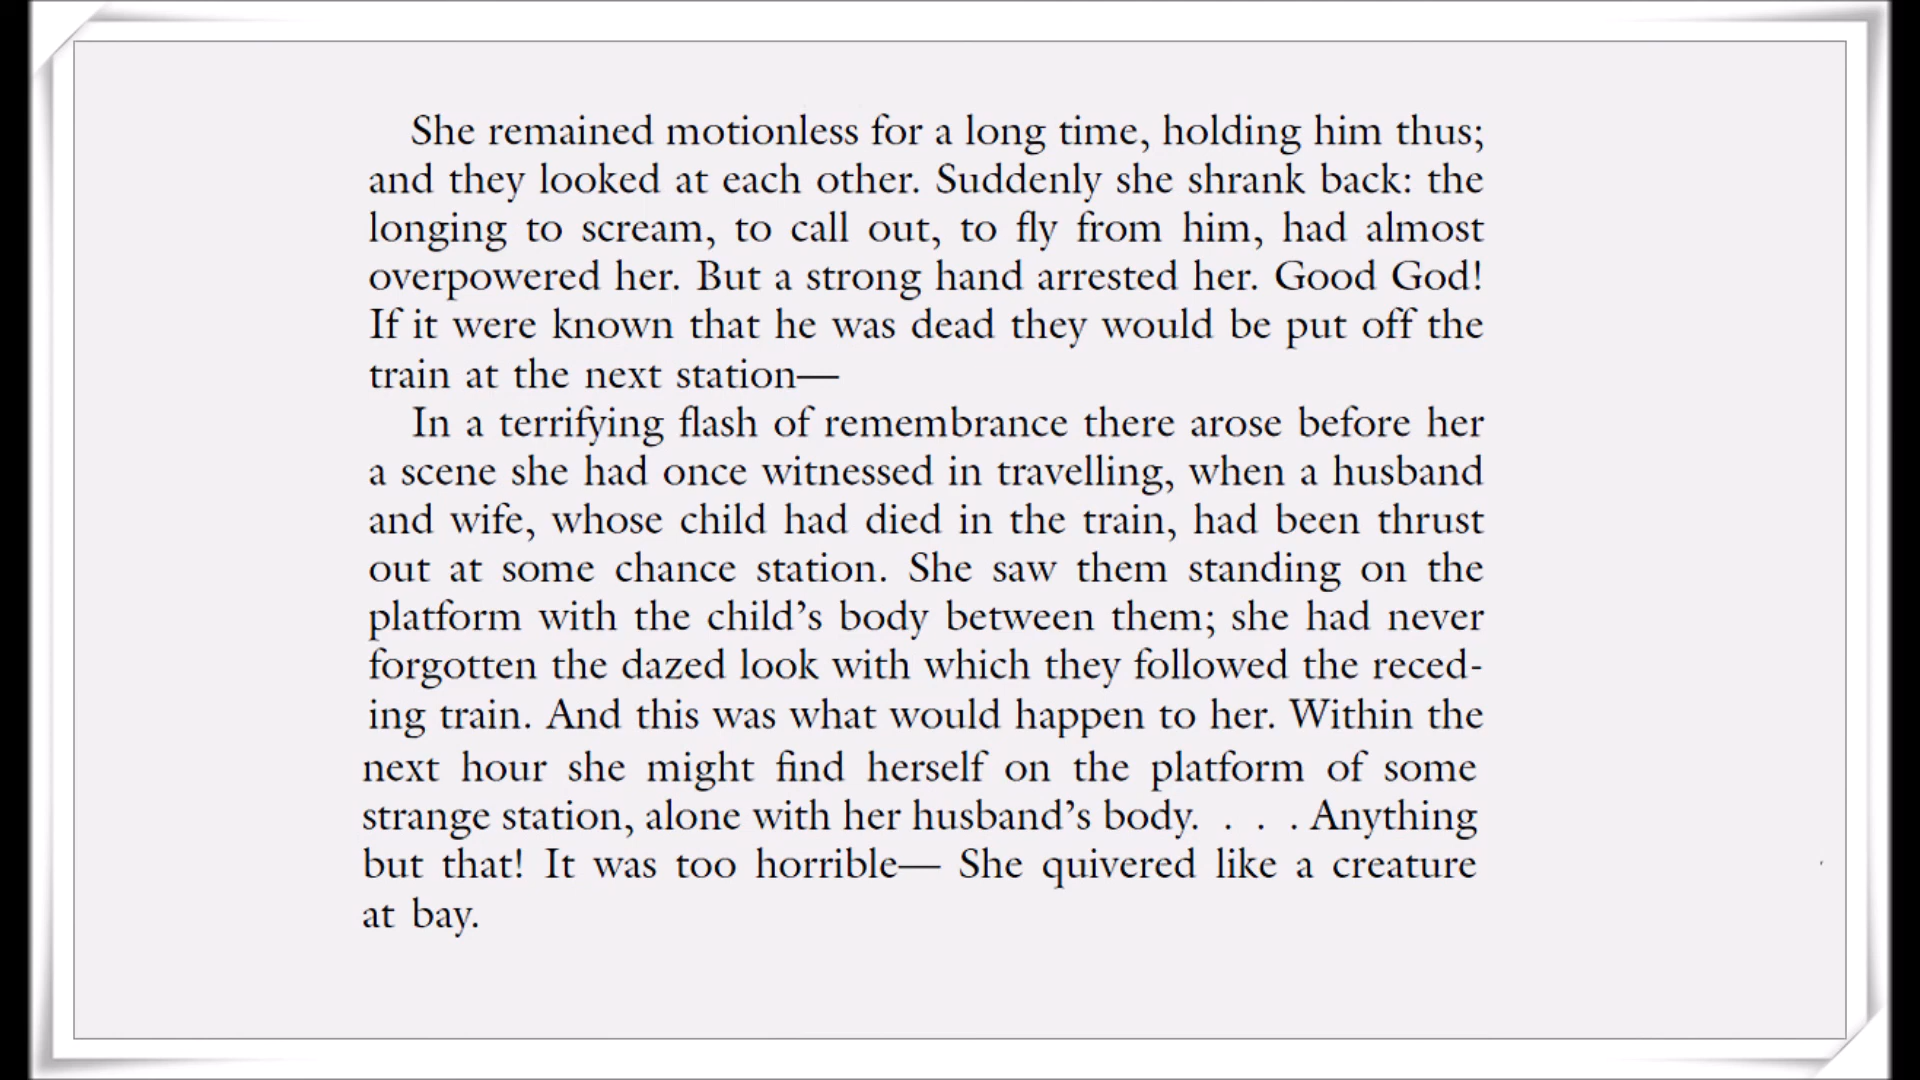 She remained motionless for a long time, holding him thus;
and they looked at each other. Suddenly she shrank back: the
longing to scream, to call out, to fly from him, had almost
overpowered her. But a strong hand arrested her. Good God!
If it were known that he was dead they would be put off the
train at the next station—
In a terrifying flash of remembrance there arose before her
a scene she had once witnessed in travelling, when a husband
and wife, whose child had died in the train, had been thrust
out at some chance station. She saw them standing on the
platform with the child’s body between them; she had never
forgotten the dazed look with which they followed the reced-
ing train. And this was what would happen to her. Within the
next hour she might find herself on the platform of some
strange station, alone with her husband’s body. . . . Anything
but that! It was too horrible— She quivered like a creature
at bay.